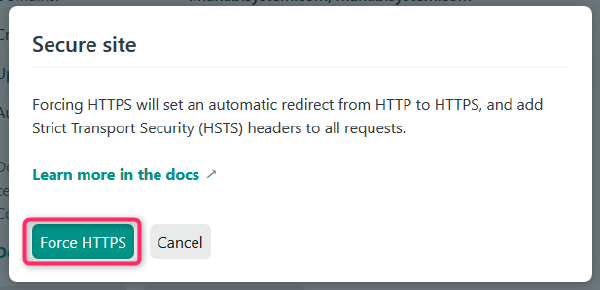 Secure site
Forcing HTTPS will set an automatic redirect from HTTP to HTTPS, and add
Strict Transport Security (HSTS) headers to all requests.
Learn more in the docs ↗
Force HTTPS
Cancel